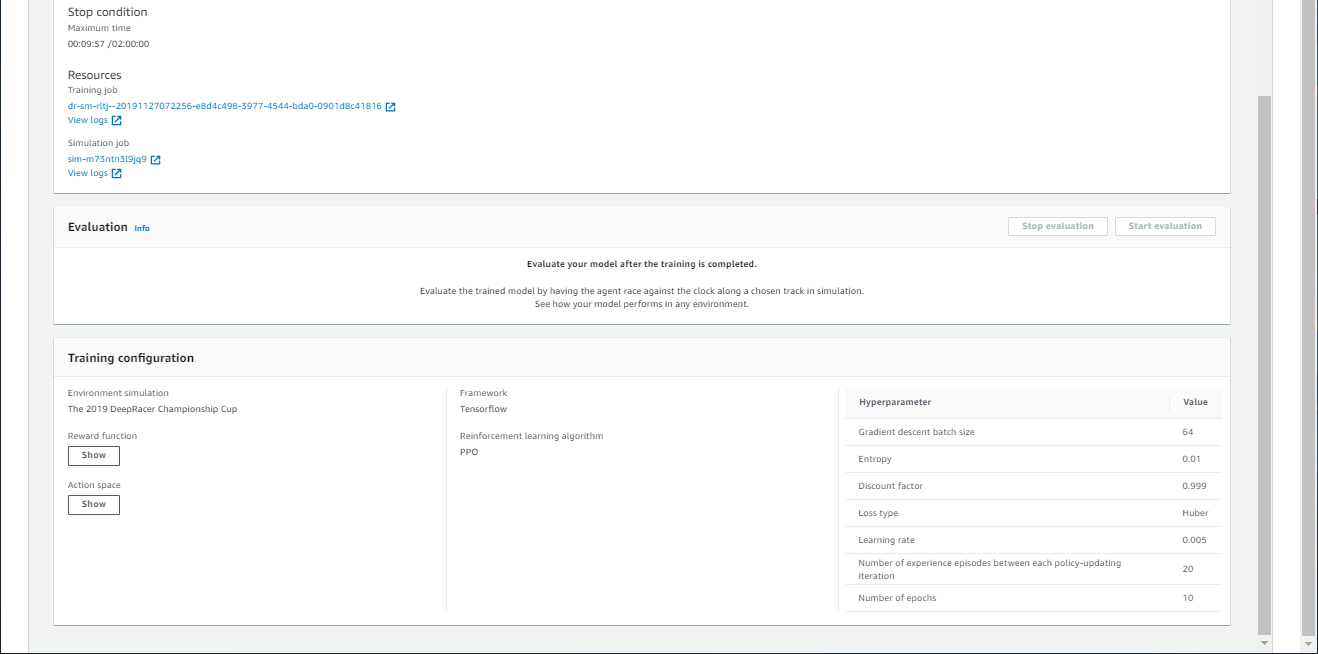 Stop condition
Maximum time
00:09:57 /02:00:00
Resources
Training job
dr-sm-rltj--20191127072256-e8d4c498-3977-4544-bda0-0901d8c41816
View logs
Simulation job
sim-m73ntn3l9jq9
View logs
Evaluation Info
Stop evaluation Start evaluation
Evaluate your model after the training is completed.
Evaluate the trained model by having the agent race against the clock along a chosen track in simulation.
See how your model performs in any environment.
Training configuration
Environment simulation
The 2019 DeepRacer Championship Cup
Reward function
Show
Action space
Show
Framework
Tensorflow
Reinforcement learning algorithm
PPO
Hyperparameter Value
Gradient descent batch size 64
Entropy 0.01
Discount factor 0.999
Loss type Huber
Learning rate 0.005
Number of experience episodes between each policy-updating
iteration 20
Number of epochs 10